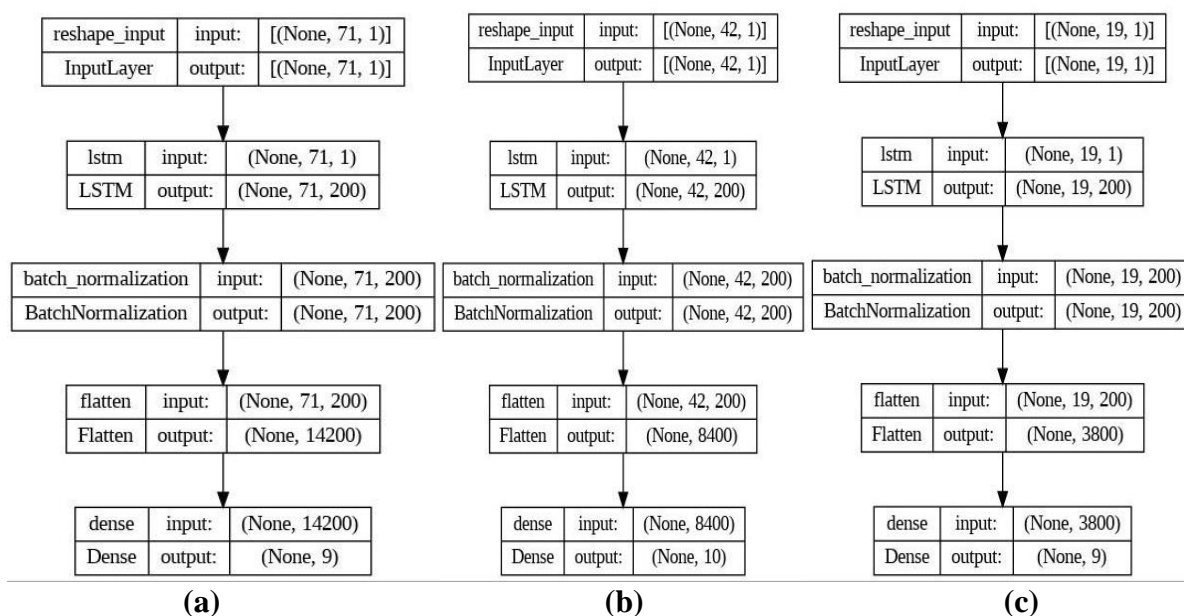 reshape_input input: [(None, 71, 1)]
InputLayer output: [(None, 71, 1)]
lstm input: (None, 71, 1)
LSTM output: (None, 71, 200)
batch_normalization input: (None, 71, 200)
BatchNormalization output: (None, 71, 200)
flatten input: (None, 71, 200)
Flatten output: (None, 14200)
dense input: (None, 14200)
Dense output: (None, 9)
(a)
reshape_input input: [(None, 42, 1)]
InputLayer output: [(None, 42, 1)]
lstm input: (None, 42, 1)
LSTM output: (None, 42, 200)
batch_normalization input: (None, 42, 200)
BatchNormalization output: (None, 42, 200)
flatten input: (None, 42, 200)
Flatten output: (None, 8400)
dense input: (None, 8400)
Dense output: (None, 10)
(b)
reshape_input input: [(None, 19, 1)]
InputLayer output: [(None, 19, 1)]
lstm input: (None, 19, 1)
LSTM output: (None, 19, 200)
batch_normalization input: (None, 19, 200)
BatchNormalization output: (None, 19, 200)
flatten input: (None, 19, 200)
Flatten output: (None, 3800)
dense input: (None, 3800)
Dense output: (None, 9)
(c)